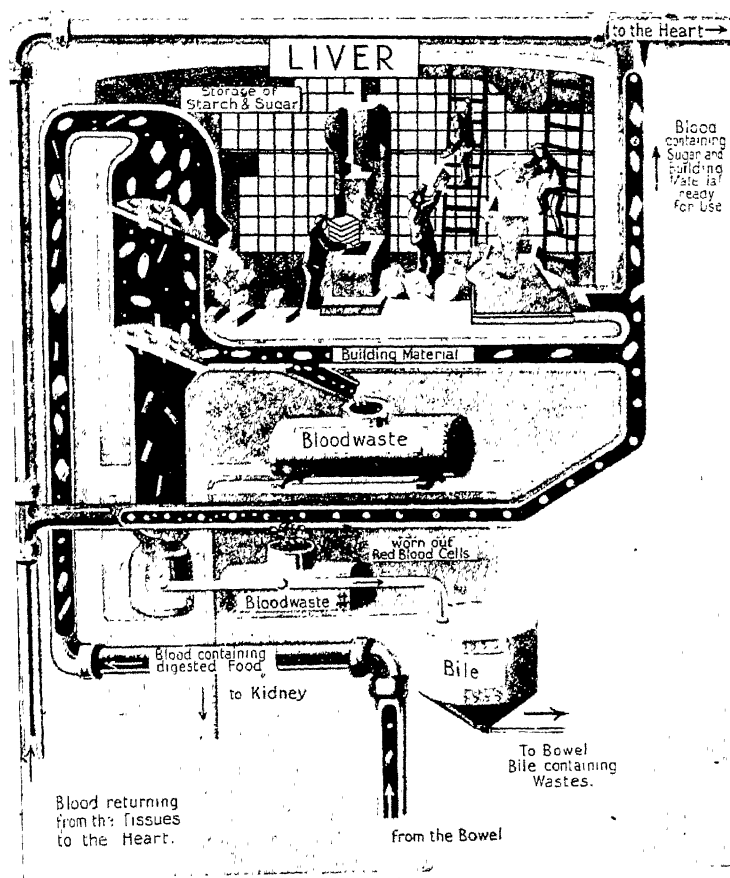 to the Heart
LIVER
Storage of
Starch & Sugar
Blood
containing
Sugar and
Building
Material
ready
for Use
Building Material
Bloodwaste
worn out
Red Blood Cells
Bloodwaste
Blood containing
digested Food
to Kidney
Bile
To Bowel
Bile containing
Wastes.
Blood returning
from the Tissues
to the Heart.
from the Bowel